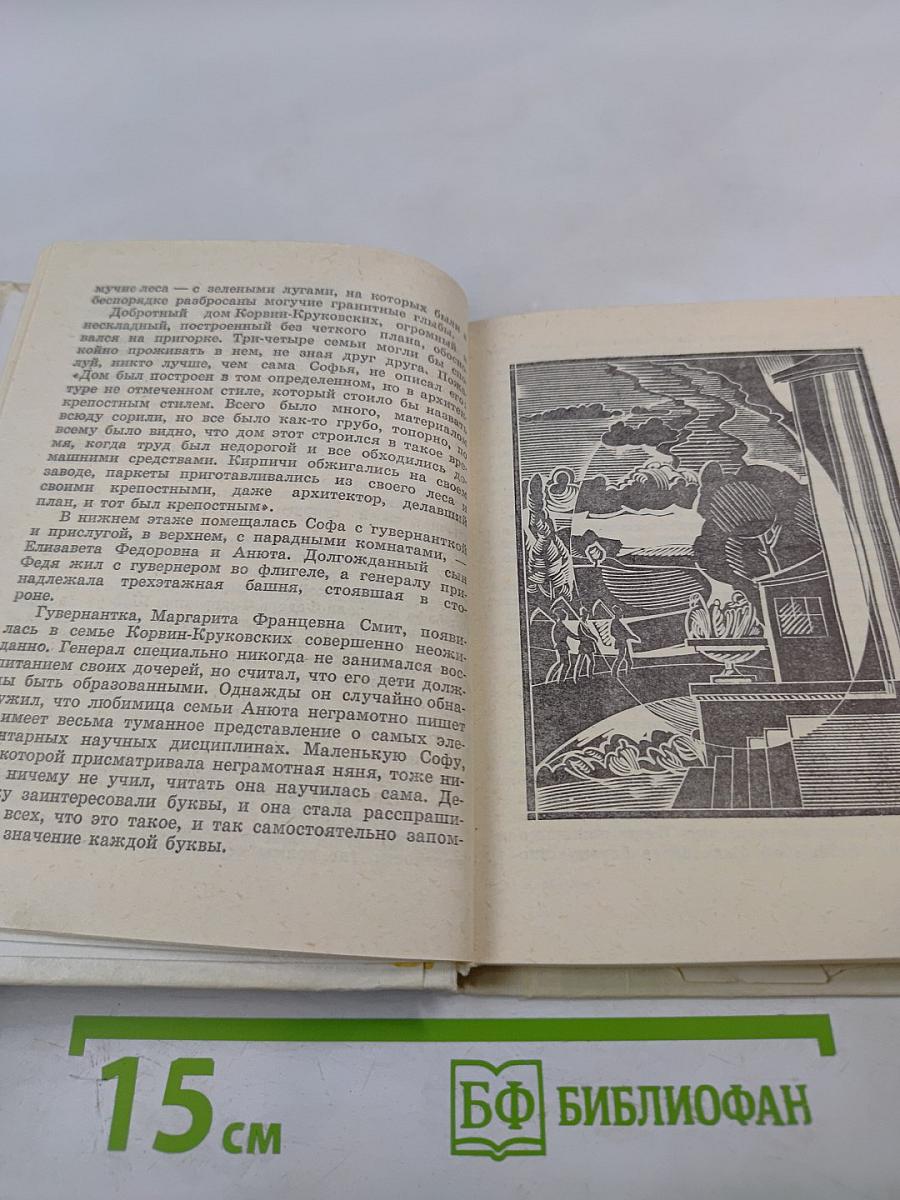 мучие леса — с зелеными лугами, на которых были в
беспорядке разбросаны могучие гранитные глыбы.
Добротный дом Корвин-Круковских, огромный и
нескладный, построенный без четкого плана, обосно-
вался на пригорке. Три-четыре семьи могли бы спо-
койно проживать в нем, не зная друг друга. Пожа-
луй, никто лучше, чем сама Софья, не описал его:
«Дом был построен в том определенном, но в архитек-
туре не отмеченном стиле, который стоило бы назвать
крепостным стилем. Всего было много, материалом
всюду сорили, но все было как-то грубо, топорно, по
всему было видно, что дом этот строился в такое вре-
мя, когда труд был недорогой и все обходились до-
машними средствами. Кирпичи обжигались на своем
заводе, паркеты приготавливались из своего леса и
своими крепостными, даже архитектор, делавший
план, и тот был крепостным».
В нижнем этаже помещалась Софа с гувернанткой
и прислугой, в верхнем, с парадными комнатами, —
Елизавета Федоровна и Анюта. Долгожданный сын
Федя жил с гувернером во флигеле, а генералу при-
надлежала трехэтажная башня, стоявшая в сто-
роне.
Гувернантка, Маргарита Францевна Смит, появи-
лась в семье Корвин-Круковских совершенно неожи-
данно. Генерал специально никогда не занимался вос-
питанием своих дочерей, но считал, что его дети долж-
ны быть образованными. Однажды он случайно обна-
ужил, что любимица семьи Анюта неграмотно пишет
имеет весьма туманное представление о самых эле-
нтарных научных дисциплинах. Маленькую Софу,
которой присматривала неграмотная няня, тоже ни-
ничему не учил, читать она научилась сама. Де-
ку заинтересовали буквы, и она стала расспраши-
всех, что это такое, и так самостоятельно запом-
значение каждой буквы.
15 см
БФ БИБЛИОФАН